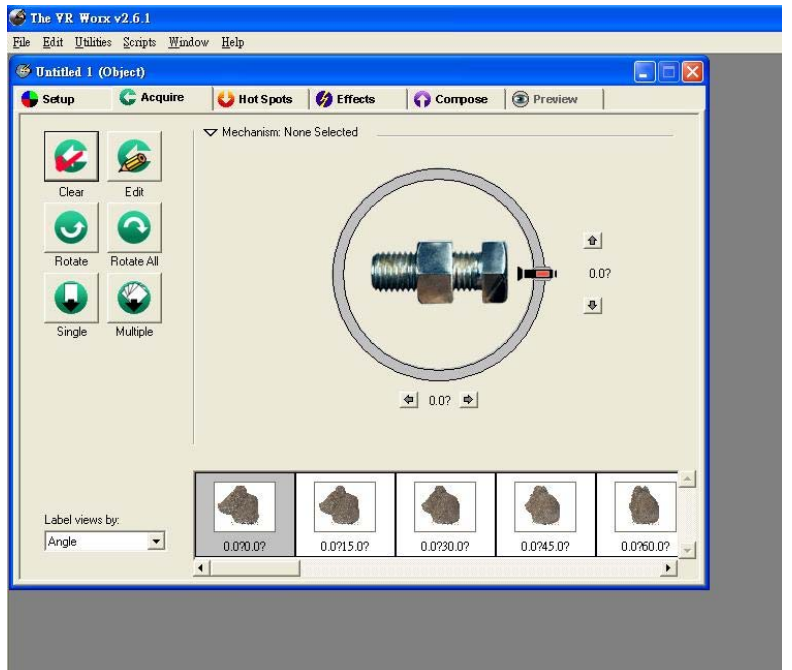 The VR Worx v2.6.1
File Edit Utilities Scripts Window Help
Untitled 1 (Object)
Setup Acquire Hot Spots Effects Compose Preview
Mechanism: None Selected
Clear Edit
Rotate Rotate All
Single Multiple
0.0?
0.0?
Label views by:
Angle
0.0?0.0? 0.0?15.0? 0.0?30.0? 0.0?45.0? 0.0?60.0?